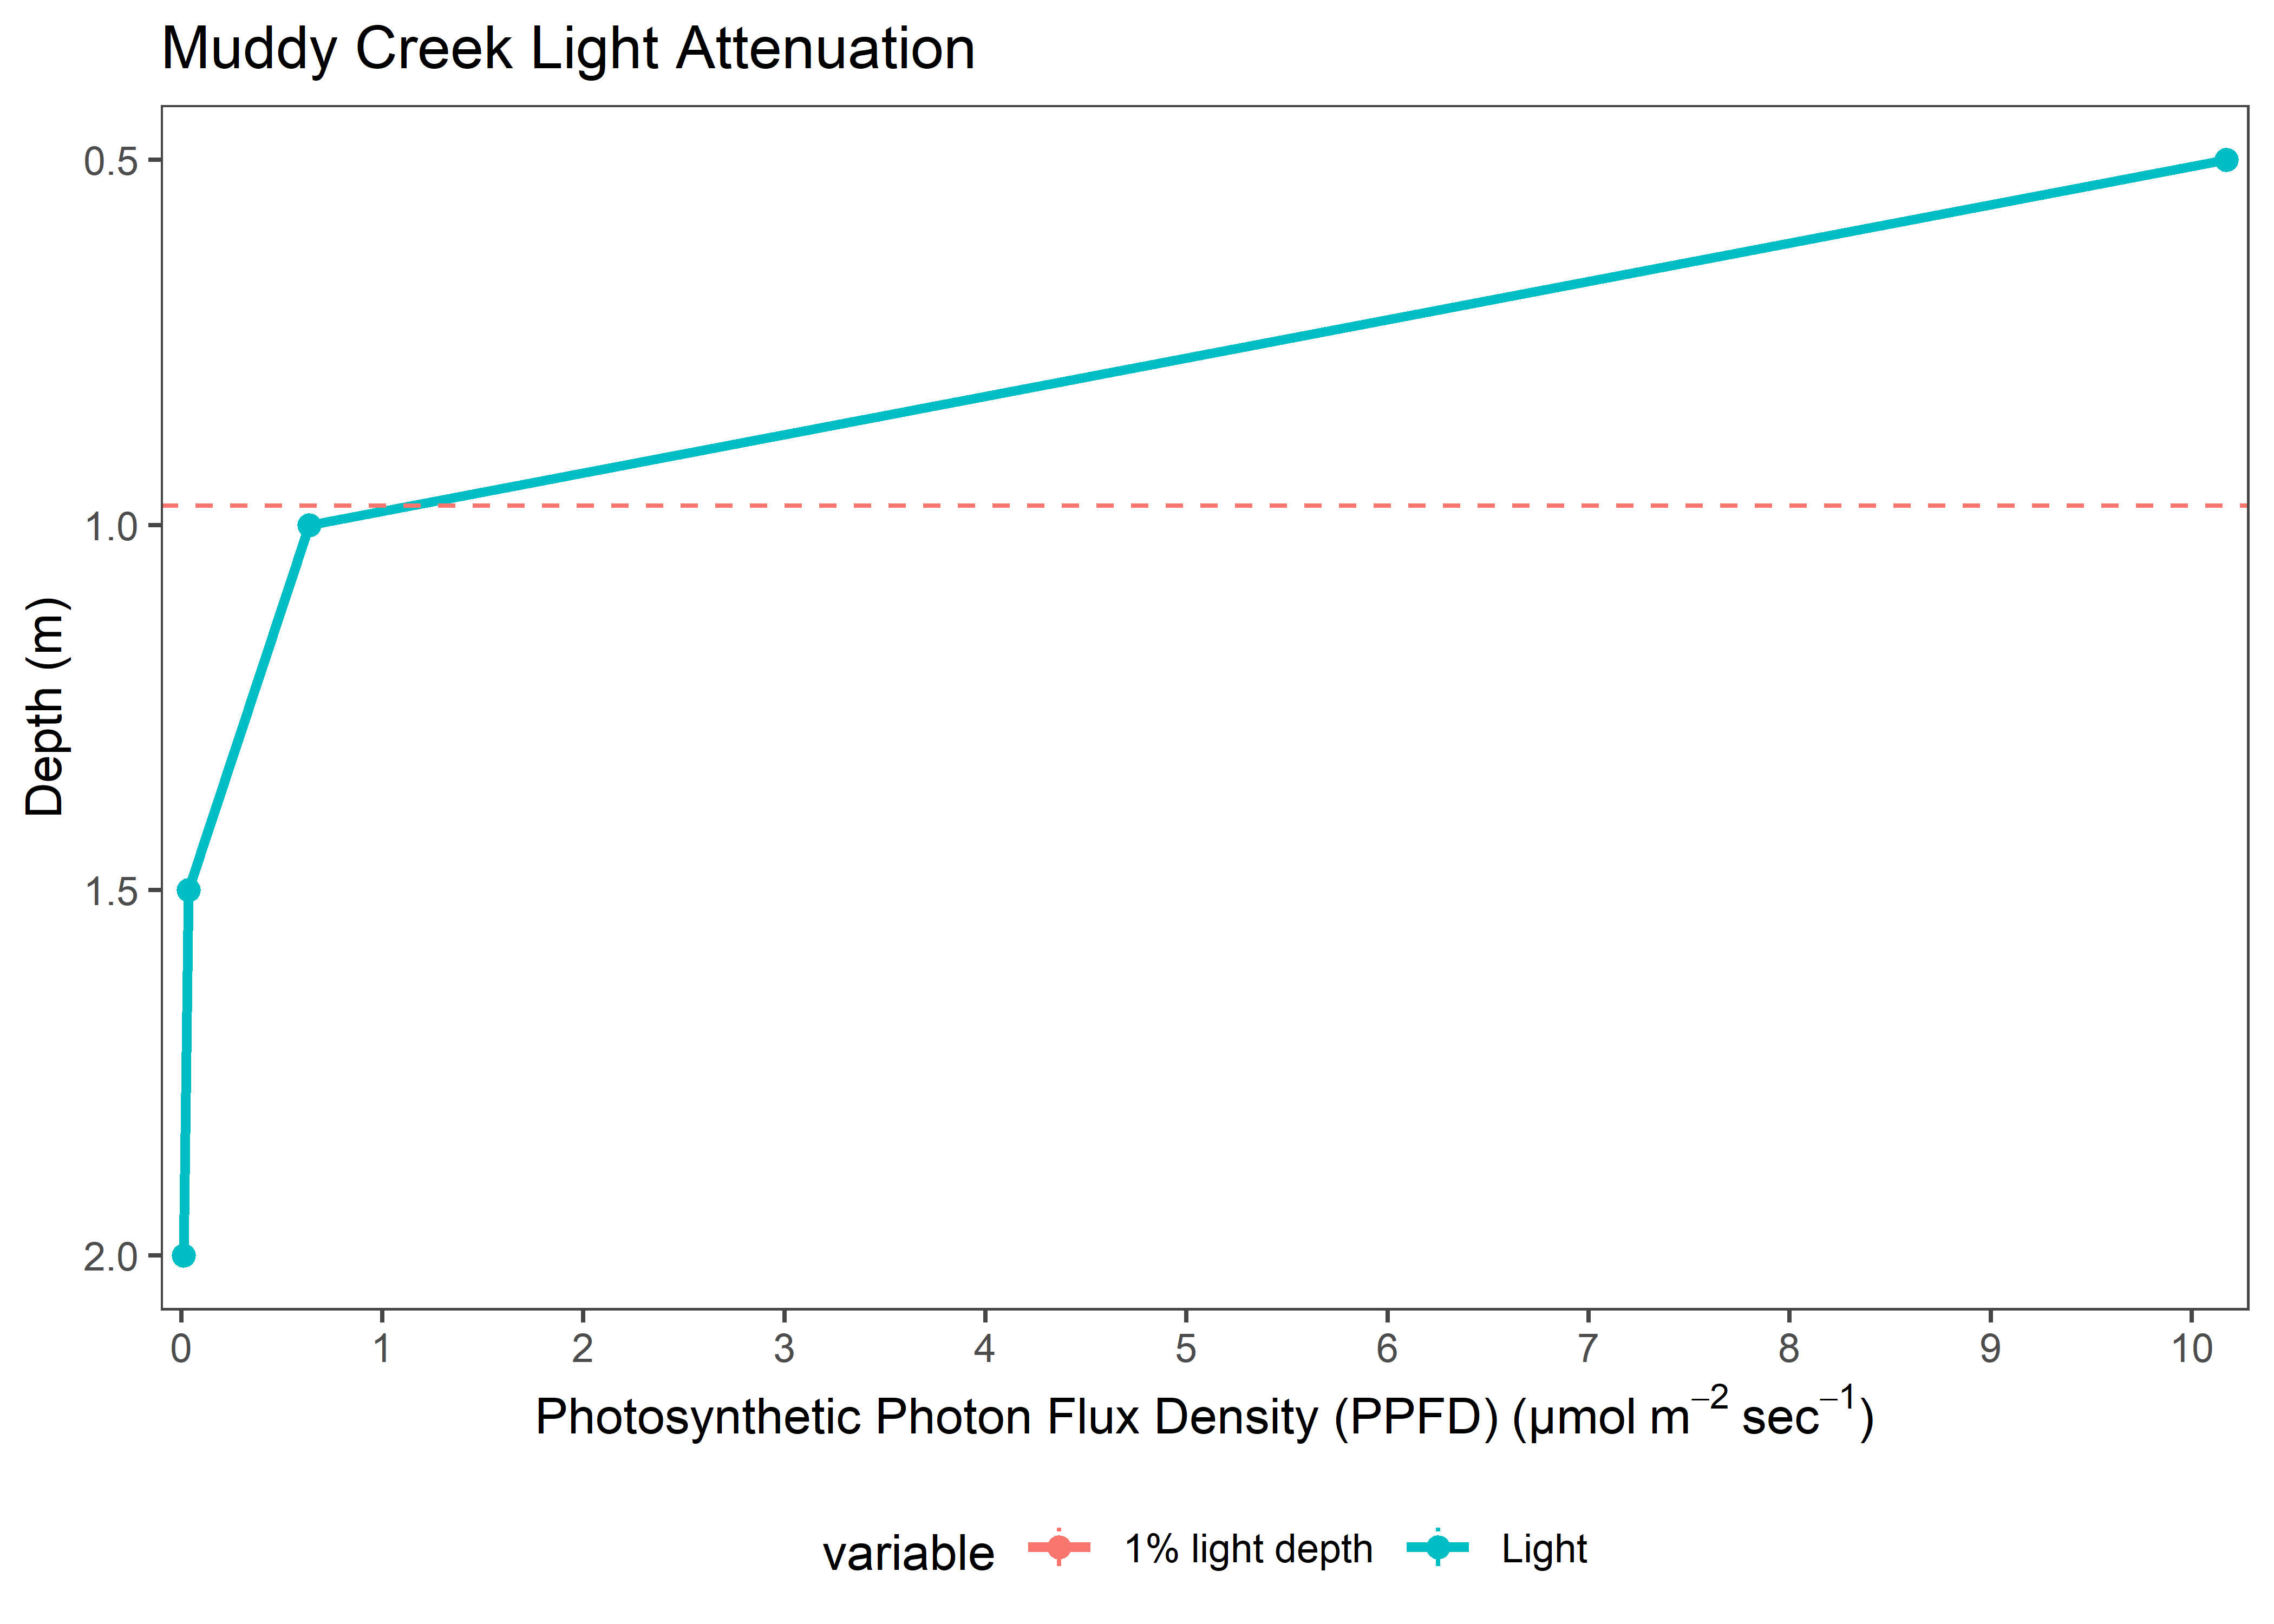 Muddy Creek Light Attenuation
0.5
1.0
1.5
2.0
Depth (m)
0 1 2 3 4 5 6 7 8 9 10
Photosynthetic Photon Flux Density (PPFD) (µmol m⁻² sec⁻¹)
variable 1% light depth Light